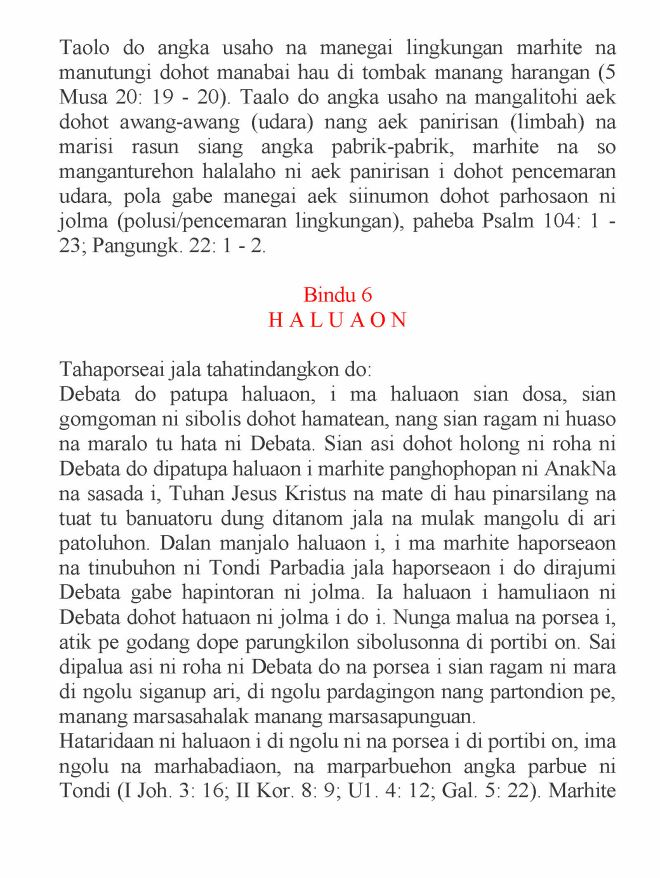 Taolo do angka usaho na manegai lingkungan marhite na
manutungi dohot manabai hau di tombak manang harangan (5
Musa 20: 19 - 20). Taalo do angka usaho na mangalitohi aek
dohot awang-awang (udara) nang aek panirisan (limbah) na
marisi rasun siang angka pabrik-pabrik, marhite na so
manganturehon halalaho ni aek panirisan i dohot pencemaran
udara, pola gabe manegai aek siinumon dohot parhosaon ni
jolma (polusi/pencemaran lingkungan), paheba Psalm 104: 1 -
23; Pangungk. 22: 1 - 2.
Bindu 6
H A L U A O N
Tahaporseai jala tahatindangkon do:
Debata do patupa haluaon, i ma haluaon sian dosa, sian
gomgoman ni sibolis dohot hamatean, nang sian ragam ni huaso
na maralo tu hata ni Debata. Sian asi dohot holong ni roha ni
Debata do dipatupa haluaon i marhite panghophopan ni AnakNa
na sasada i, Tuhan Jesus Kristus na mate di hau pinarsilang na
tuat tu banuatoru dung ditanom jala na mulak mangolu di ari
patoluhon. Dalan manjalo haluaon i, i ma marhite haporseaon
na tinubuhon ni Tondi Parbadia jala haporseaon i do dirajumi
Debata gabe hapintoran ni jolma. Ia haluaon i hamuliaon ni
Debata dohot hatuaon ni jolma i do i. Nunga malua na porsea i,
atik pe godang dope parungkilon sibolusonna di portibi on. Sai
dipalua asi ni roha ni Debata do na porsea i sian ragam ni mara
di ngolu siganup ari, di ngolu pardagingon nang partondion pe,
manang marsasahalak manang marsasapunguan.
Hataridaan ni haluaon i di ngolu ni na porsea i di portibi on, ima
ngolu na marhabadiaon, na marparbuehon angka parbue ni
Tondi (I Joh. 3: 16; II Kor. 8: 9; U1. 4: 12; Gal. 5: 22). Marhite